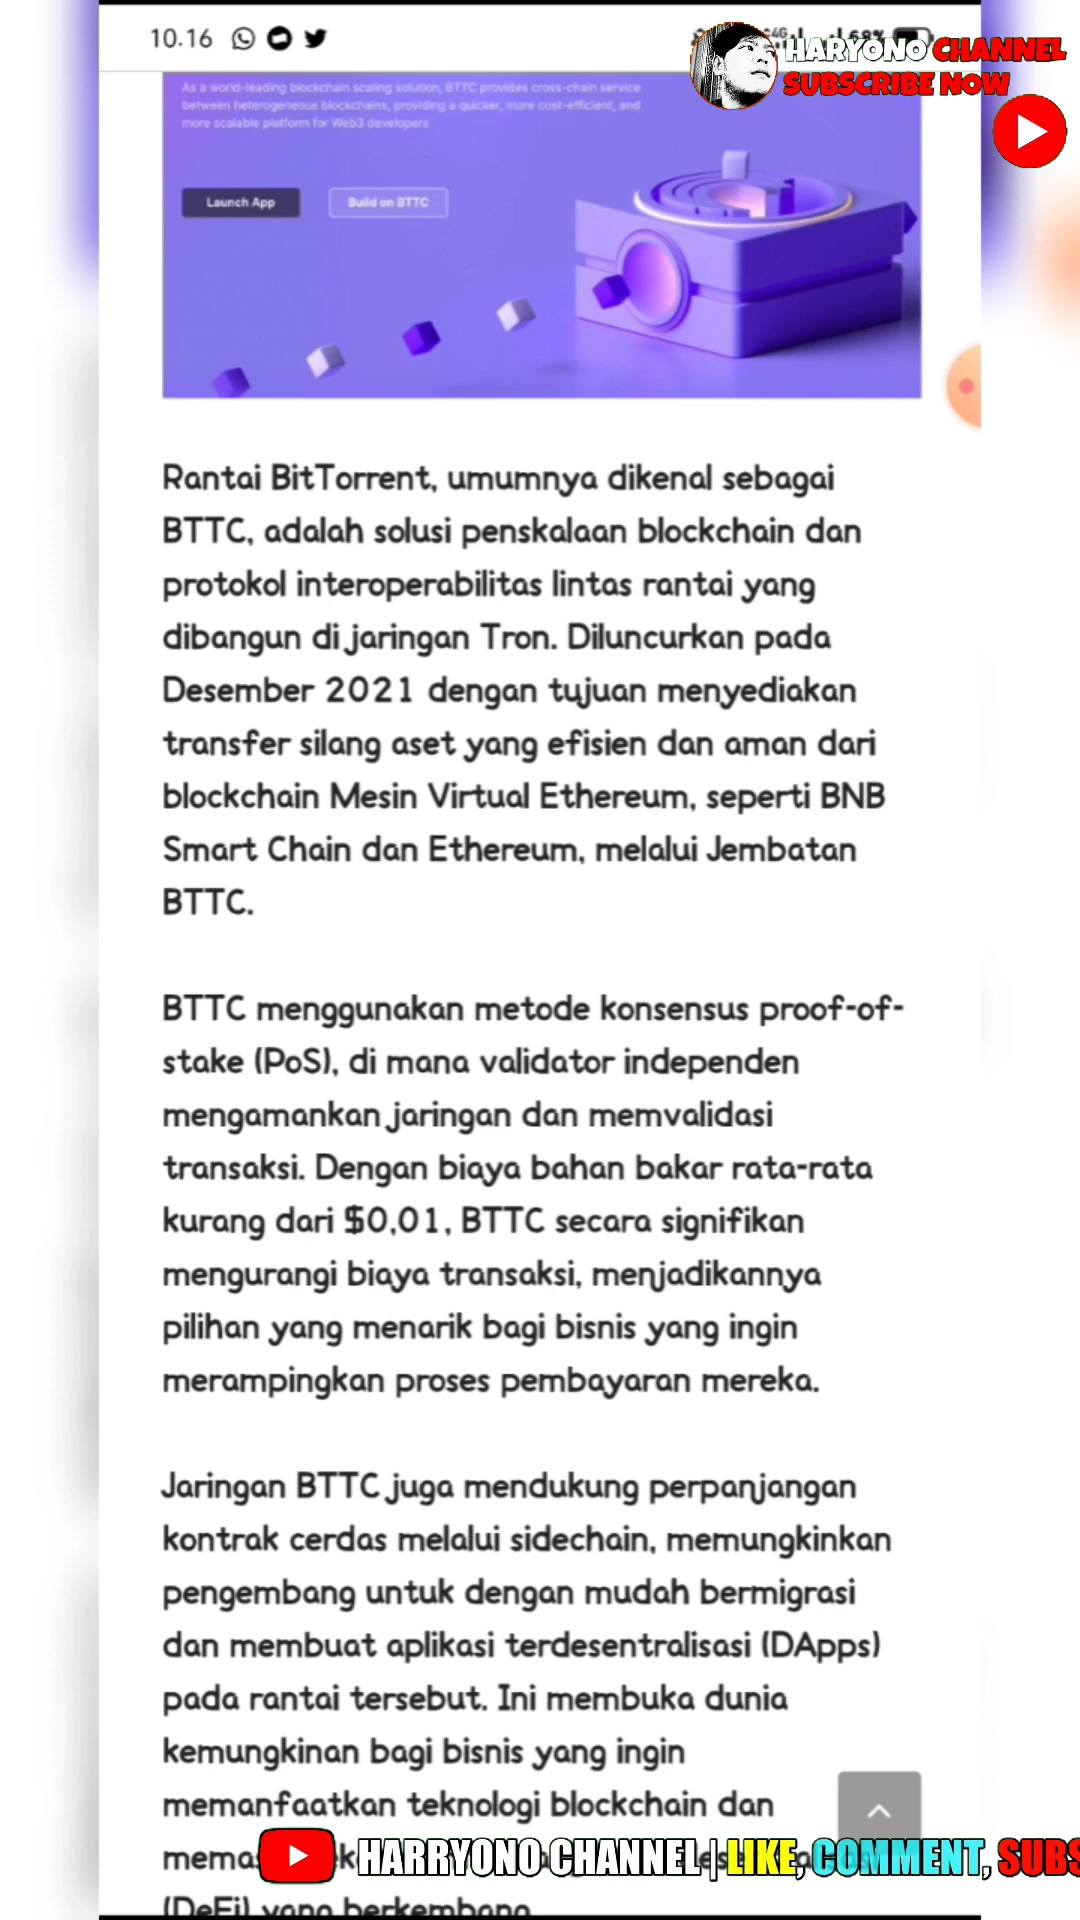 10.16
68%
HARYONO CHANNEL
SUBSCRIBE NOW
As a world-leading blockchain scaling solution, BTTC provides cross-chain service
between heterogeneous blockchains, providing a quicker, more cost-efficient, and
more scalable platform for Web3 developers
Launch App
Build on BTTC
Rantai BitTorrent, umumnya dikenal sebagai
BTTC, adalah solusi penskalaan blockchain dan
protokol interoperabilitas lintas rantai yang
dibangun di jaringan Tron. Diluncurkan pada
Desember 2021 dengan tujuan menyediakan
transfer silang aset yang efisien dan aman dari
blockchain Mesin Virtual Ethereum, seperti BNB
Smart Chain dan Ethereum, melalui Jembatan
BTTC.
BTTC menggunakan metode konsensus proof-of-
stake (PoS), di mana validator independen
mengamankan jaringan dan memvalidasi
transaksi. Dengan biaya bahan bakar rata-rata
kurang dari $0,01, BTTC secara signifikan
mengurangi biaya transaksi, menjadikannya
pilihan yang menarik bagi bisnis yang ingin
merampingkan proses pembayaran mereka.
Jaringan BTTC juga mendukung perpanjangan
kontrak cerdas melalui sidechain, memungkinkan
pengembang untuk dengan mudah bermigrasi
dan membuat aplikasi terdesentralisasi (DApps)
pada rantai tersebut. Ini membuka dunia
kemungkinan bagi bisnis yang ingin
memanfaatkan teknologi blockchain dan
HARRYONO CHANNEL | LIKE, COMMENT, SUBS
(DeFi) yang berkembang